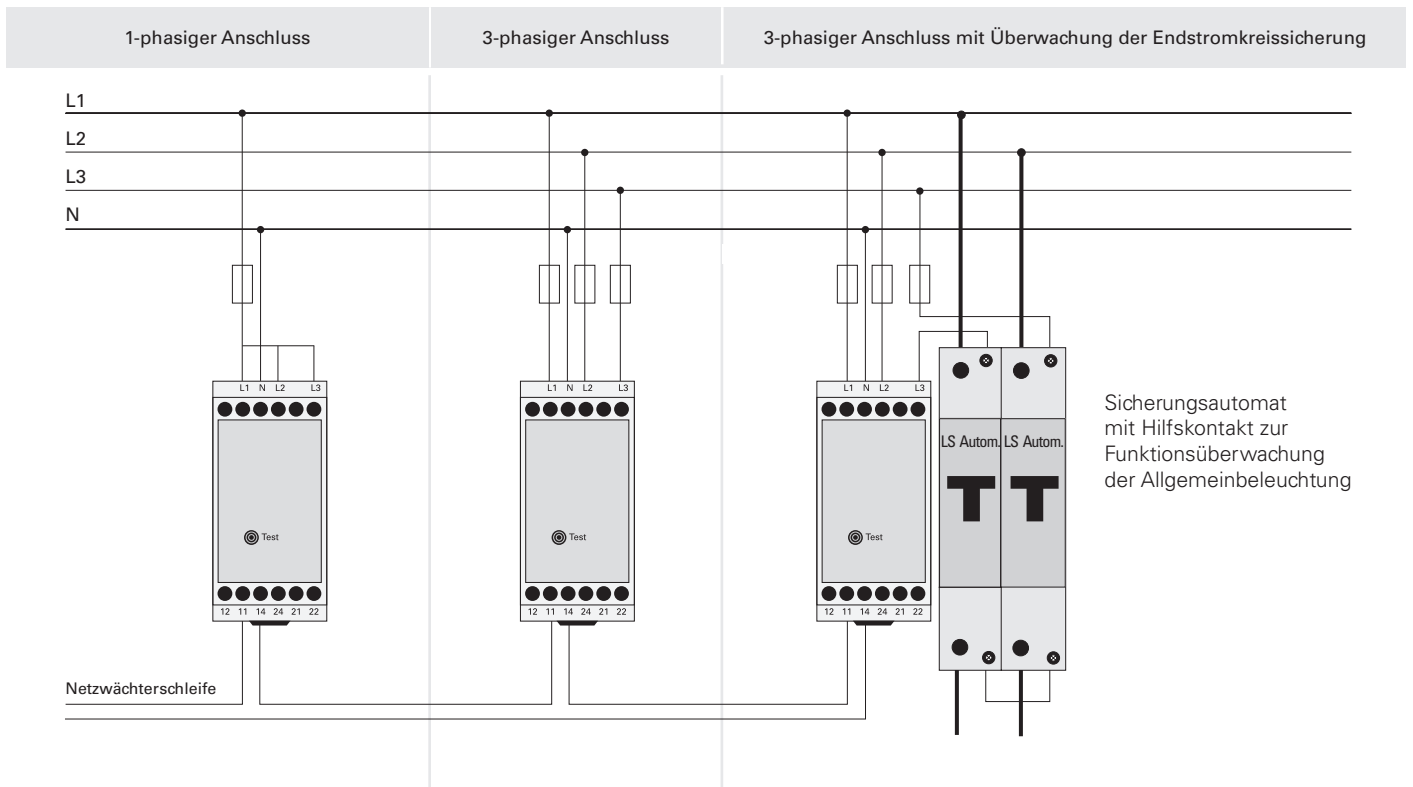 1-phasiger Anschluss
3-phasiger Anschluss
3-phasiger Anschluss mit Überwachung der Endstromkreissicherung
L1
L2
L3
N
L1 N L2 L3
L1 N L2 L3
L1 N L2 L3
LS Autom. LS Autom.
Sicherungsautomat
mit Hilfskontakt zur
Funktionsüberwachung
der Allgemeinbeleuchtung
Test
Test
Test
12 11 14 24 21 22
12 11 14 24 21 22
12 11 14 24 21 22
Netzwächterschleife